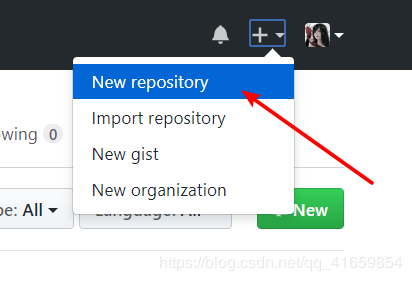 New repository
Import repository
owing 0
New gist
New organization
pe: All
Language: All
New
https://blog.csdn.net/qq_41659854